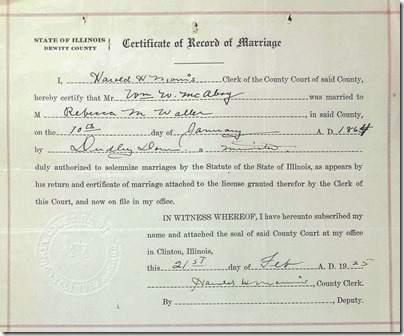 STATE OF ILLINOIS
DEWITT COUNTY
Certificate of Record of Marriage
I, Harold H Clerk of the County Court of said County,
hereby certify that Mr. Wm W. McAboy was married to
M Rebecca M Waller , in said County,
on the 10th day of January A. D. 1864
by Dudley , a Minister
duly authorized to solemnize marriages by the Statute of the State of Illinois, as appears by
his return and certificate of marriage attached to the license granted therefor by the Clerk of
this Court, and now on file in my office.
IN WITNESS WHEREOF, I have hereunto subscribed my
name and attached the seal of said County Court at my office
in Clinton, Illinois,
this 21st day of Feb A. D. 1925
Harold H , County Clerk.
By , Deputy.